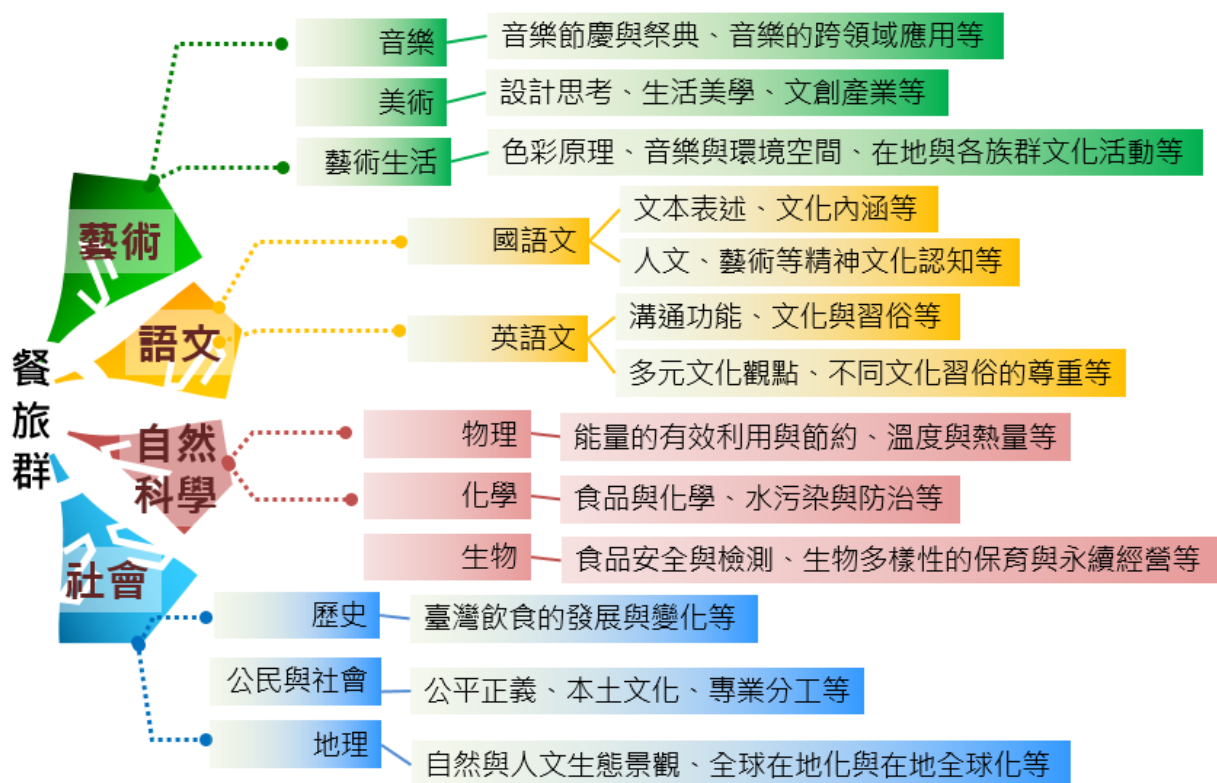 餐旅群
藝術
音樂
音樂節慶與祭典、音樂的跨領域應用等
美術
設計思考、生活美學、文創產業等
藝術生活
色彩原理、音樂與環境空間、在地與各族群文化活動等
語文
國語文
文本表述、文化內涵等
人文、藝術等精神文化認知等
英語文
溝通功能、文化與習俗等
多元文化觀點、不同文化習俗的尊重等
自然
科學
物理
能量的有效利用與節約、溫度與熱量等
化學
食品與化學、水污染與防治等
生物
食品安全與檢測、生物多樣性的保育與永續經營等
社會
歷史
臺灣飲食的發展與變化等
公民與社會
公平正義、本土文化、專業分工等
地理
自然與人文生態景觀、全球在地化與在地全球化等